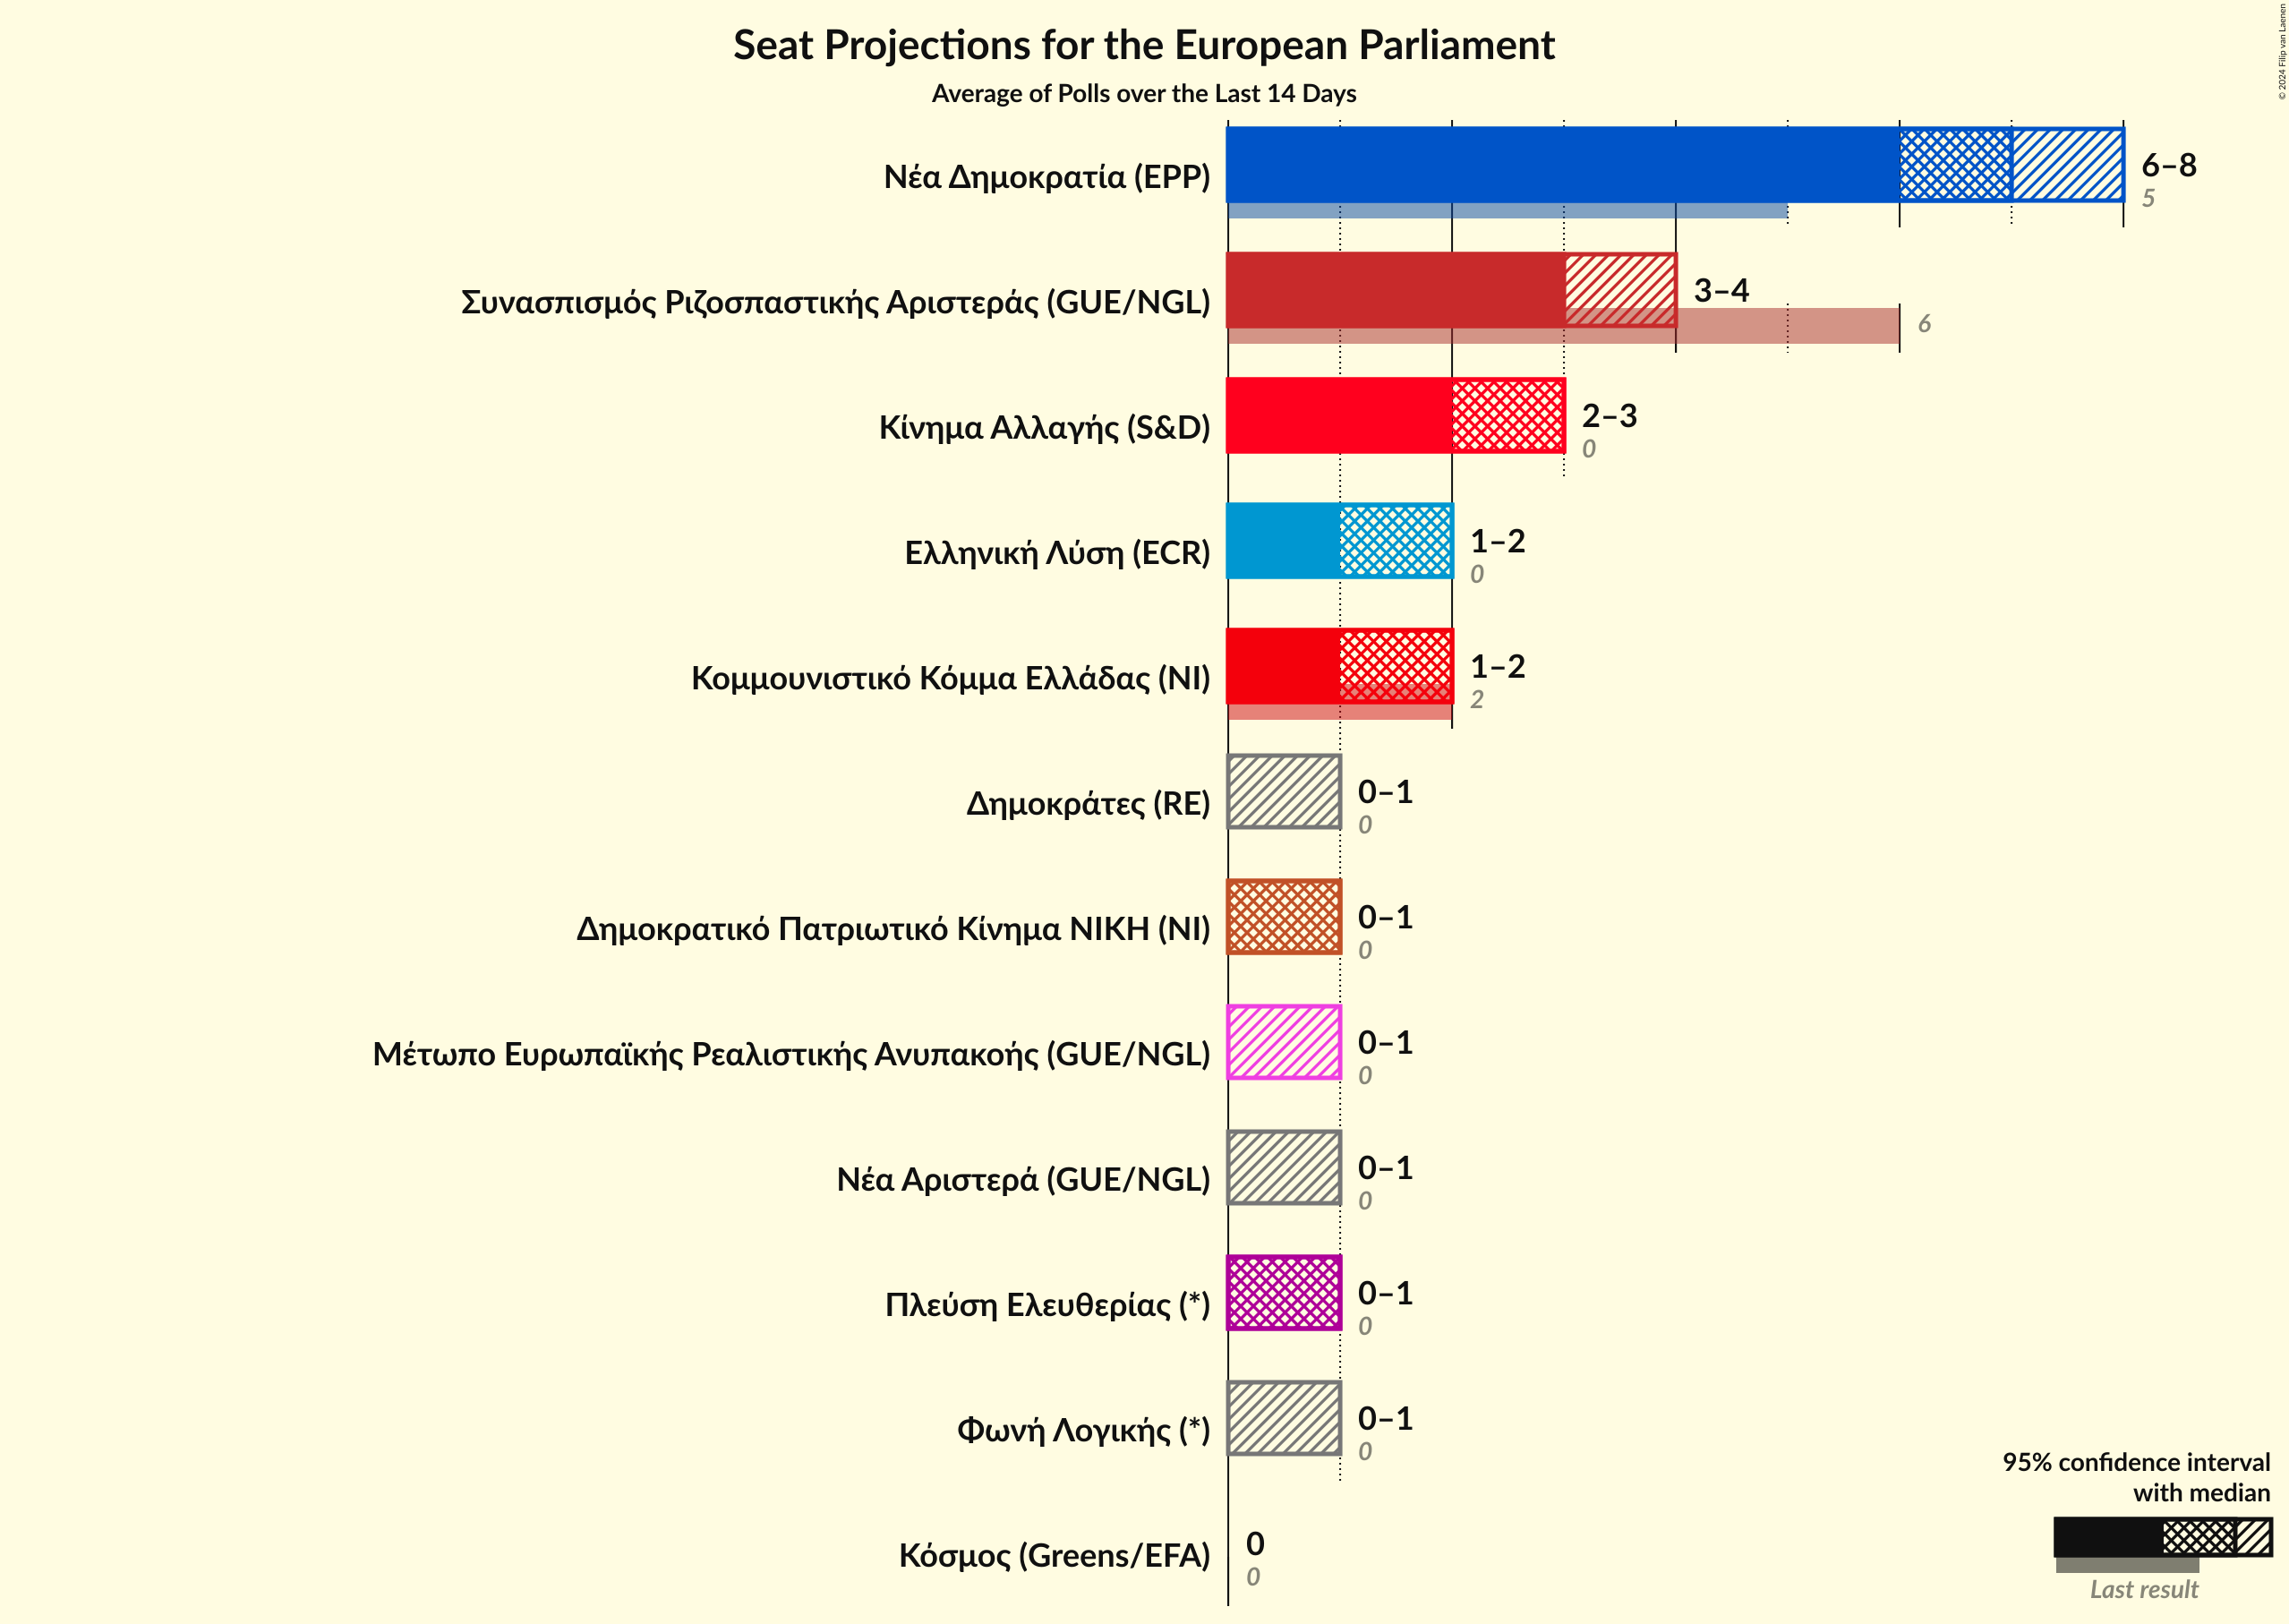 © 2024 Filip van Laenen
Seat Projections for the European Parliament
Average of Polls over the Last 14 Days
Νέα Δημοκρατία (EPP)
6–8
5
Συνασπισμός Ριζοσπαστικής Αριστεράς (GUE/NGL)
3–4
6
Κίνημα Αλλαγής (S&D)
2–3
0
Ελληνική Λύση (ECR)
1–2
0
Κομμουνιστικό Κόμμα Ελλάδας (NI)
1–2
2
Δημοκράτες (RE)
0–1
0
Δημοκρατικό Πατριωτικό Κίνημα ΝΙΚΗ (NI)
0–1
0
Μέτωπο Ευρωπαϊκής Ρεαλιστικής Ανυπακοής (GUE/NGL)
0–1
0
Νέα Αριστερά (GUE/NGL)
0–1
0
Πλεύση Ελευθερίας (*)
0–1
0
Φωνή Λογικής (*)
0–1
0
Κόσμος (Greens/EFA)
0
0
95% confidence interval
with median
Last result